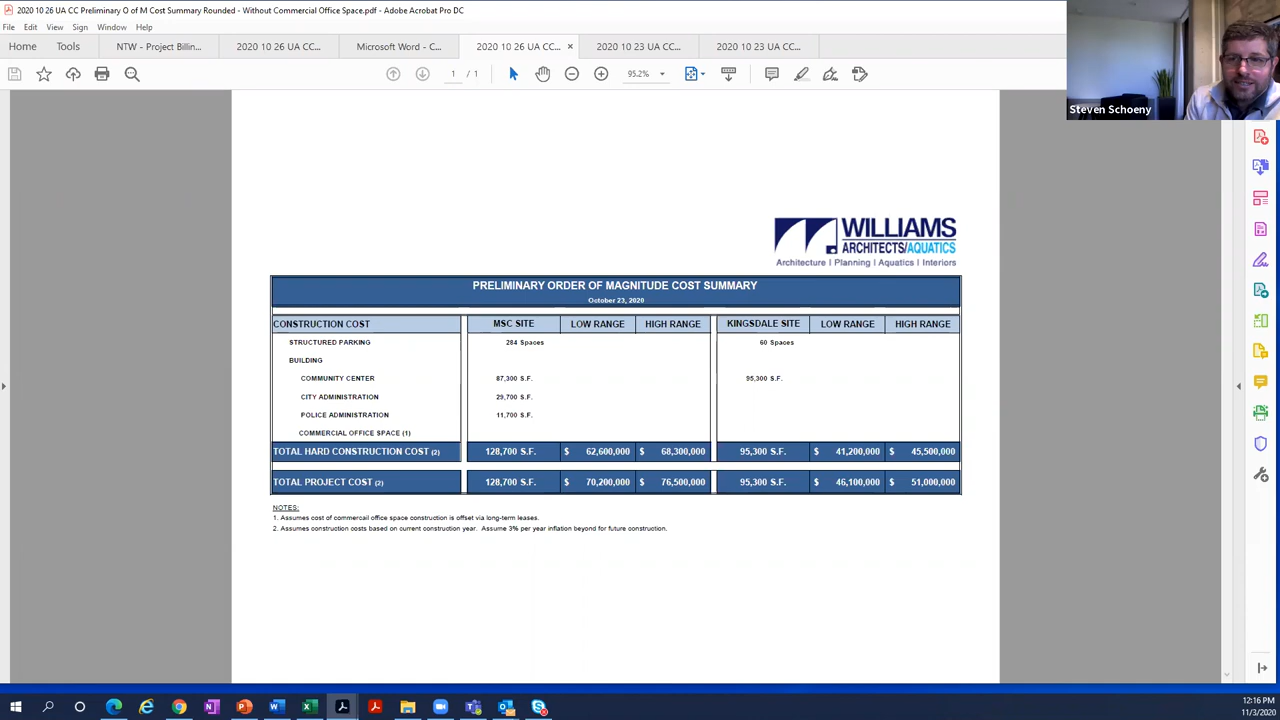 2020 10 26 UA CC Preliminary O of M Cost Summary Rounded - Without Commercial Office Space.pdf - Adobe Acrobat Pro DC
File Edit View Sign Window Help
Home Tools NTW - Project Billin... 2020 10 26 UA CC... Microsoft Word - C... 2020 10 26 UA CC... × 2020 10 23 UA CC... 2020 10 23 UA CC...
1 / 1 95.2%
Steven Schoeny
WILLIAMS
ARCHITECTS/AQUATICS
Architecture | Planning | Aquatics | Interiors
PRELIMINARY ORDER OF MAGNITUDE COST SUMMARY
October 23, 2020
CONSTRUCTION COST MSC SITE LOW RANGE HIGH RANGE KINGSDALE SITE LOW RANGE HIGH RANGE
STRUCTURED PARKING 284 Spaces 60 Spaces
BUILDING
COMMUNITY CENTER 87,300 S.F. 95,300 S.F.
CITY ADMINISTRATION 29,700 S.F.
POLICE ADMINISTRATION 11,700 S.F.
COMMERCIAL OFFICE SPACE (1)
TOTAL HARD CONSTRUCTION COST (2) 128,700 S.F. $ 62,600,000 $ 68,300,000 95,300 S.F. $ 41,200,000 $ 45,500,000
TOTAL PROJECT COST (2) 128,700 S.F. $ 70,200,000 $ 76,500,000 95,300 S.F. $ 46,100,000 $ 51,000,000
NOTES:
1. Assumes cost of commercail office space construction is offset via long-term leases.
2. Assumes construction costs based on current construction year. Assume 3% per year inflation beyond for future construction.
12:16 PM
11/3/2020